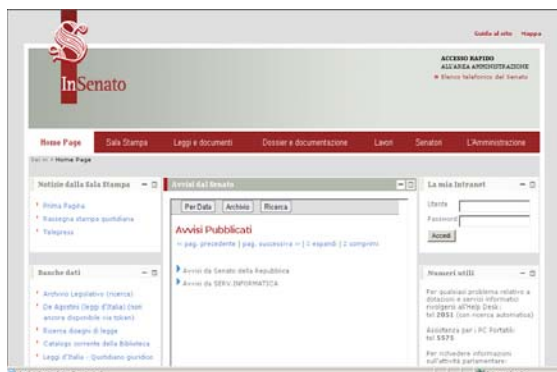 Guida al sito Mappa
InSenato
ACCESSO RAPIDO
ALL'AREA AMMINISTRAZIONE
Elenco telefonico del Senato
Home Page Sala Stampa Leggi e documenti Dossier e documentazione Lavori Senatori L'Amministrazione
Sei in : Home Page
Notizie dalla Sala Stampa
Prima Pagina
Rassegna stampa quotidiana
Telepress
Banche dati
Archivio Legislativo (ricerca)
De Agostini (leggi d'Italia) (non
ancora disponibile via token)
Ricerca disegni di legge
Catalogo corrente della Biblioteca
Leggi d'Italia - Quotidiano giuridico
Avvisi dal Senato
Per Data Archivio Ricerca
Avvisi Pubblicati
pag. precedente | pag. successiva | espandi | comprimi
Avvisi da Senato della Repubblica
Avvisi da SERV.INFORMATICA
La mia Intranet
Utente
Password
Accedi
Numeri utili
Per qualsiasi problema relativo a
dotazioni e servizi informatici
rivolgersi all'Help Desk:
tel 2051 (con ricerca automatica)
Assistenza per i PC Portatili:
tel 5575
Per richiedere informazioni
sull'attività parlamentare: